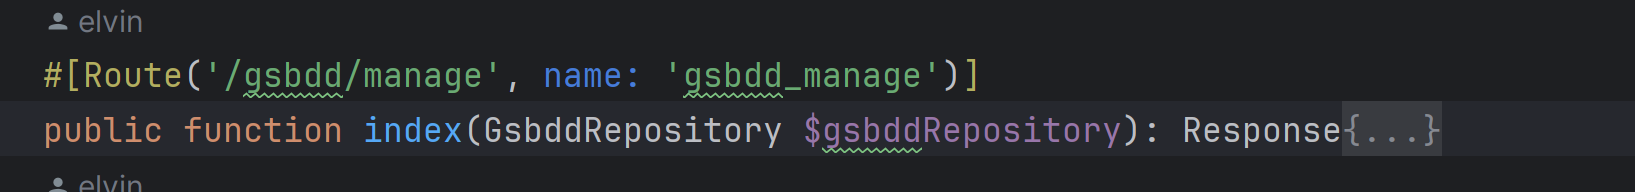 elvin
#[Route('/gsbdd/manage', name: 'gsbdd_manage')]
public function index(GsbddRepository $gsbddRepository): Response{...}
elvin